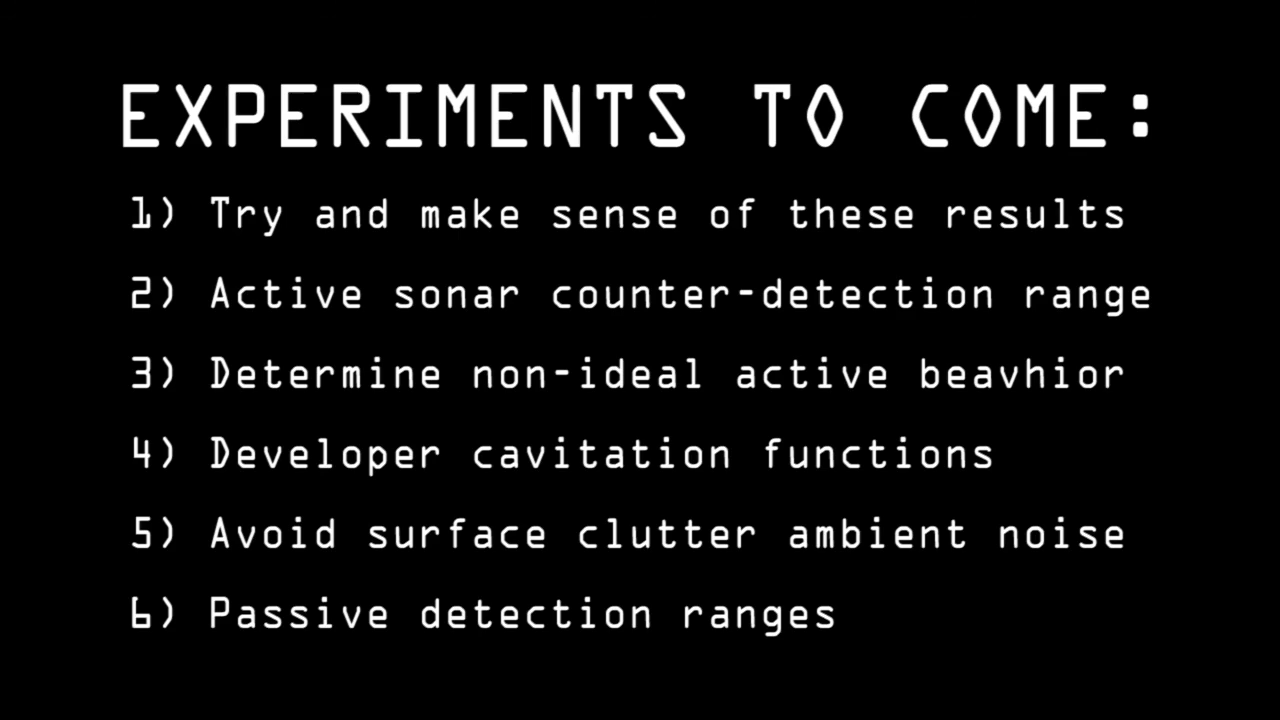 EXPERIMENTS TO COME:
1) Try and make sense of these results
2) Active sonar counter-detection range
3) Determine non-ideal active beavhior
4) Developer cavitation functions
5) Avoid surface clutter ambient noise
6) Passive detection ranges